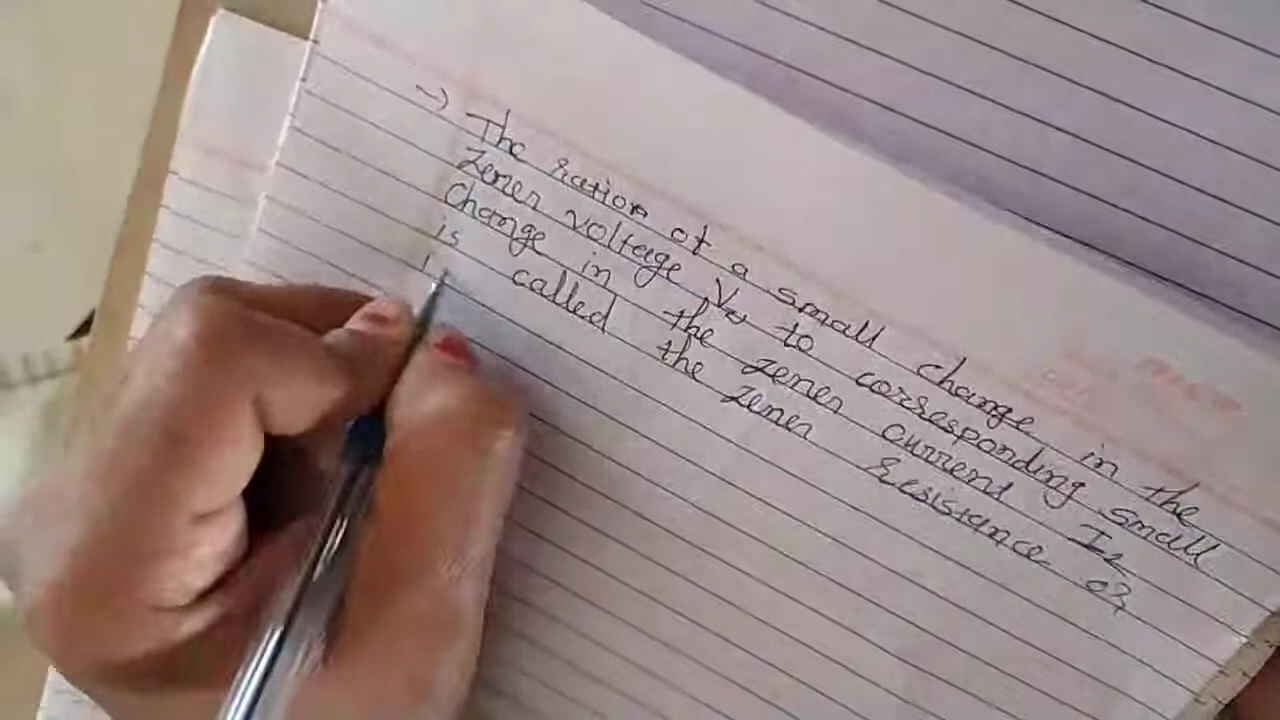 → The ration of a small change in the
Zener voltage Vz to corresponding small
Change in the zener current Iz
is called the zener resistance or